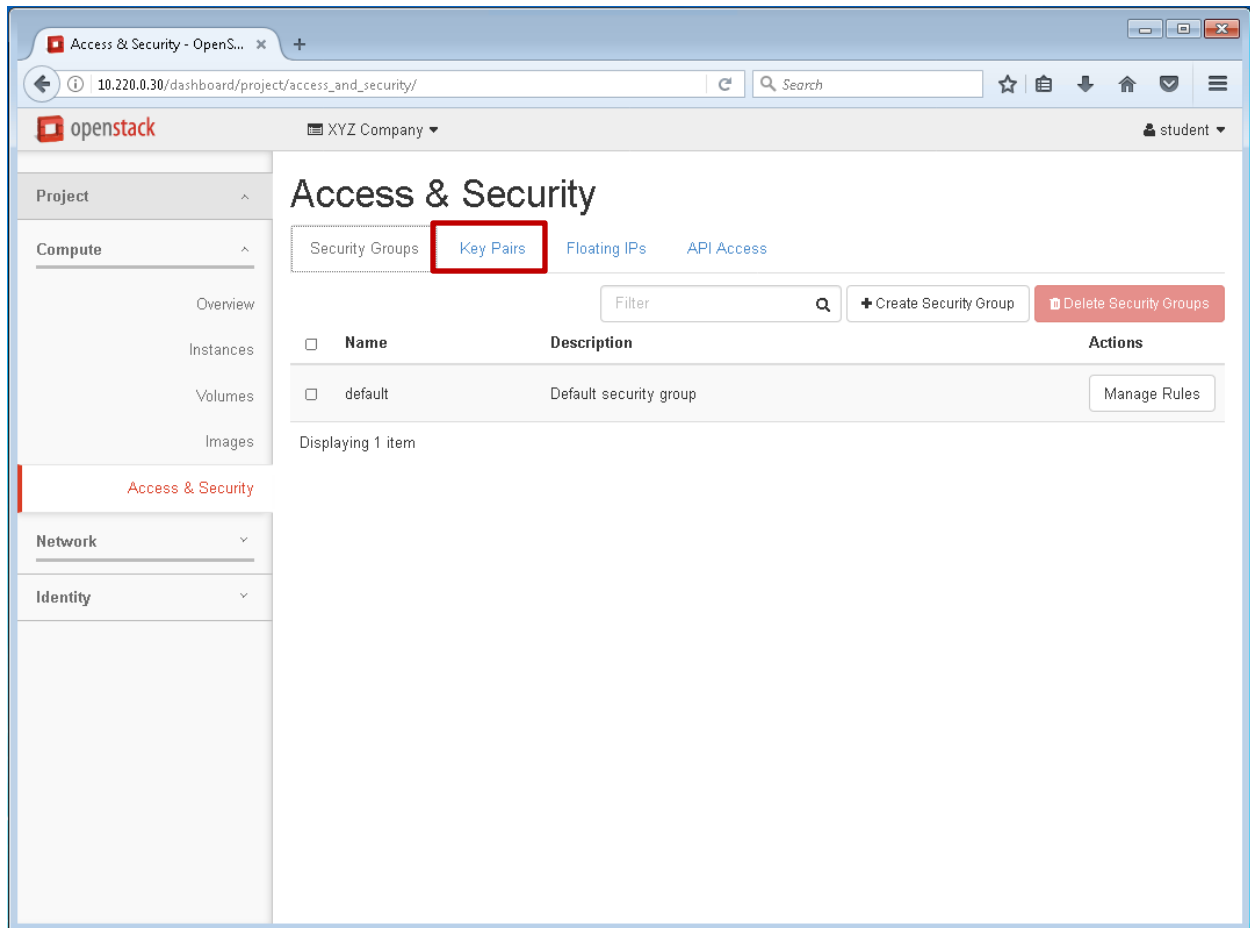 Access & Security - OpenS...
10.220.0.30/dashboard/project/access_and_security/
Search
openstack
XYZ Company
student
Project
Compute
Overview
Instances
Volumes
Images
Access & Security
Network
Identity
Access & Security
Security Groups Key Pairs Floating IPs API Access
Filter + Create Security Group Delete Security Groups
Name Description Actions
default Default security group Manage Rules
Displaying 1 item